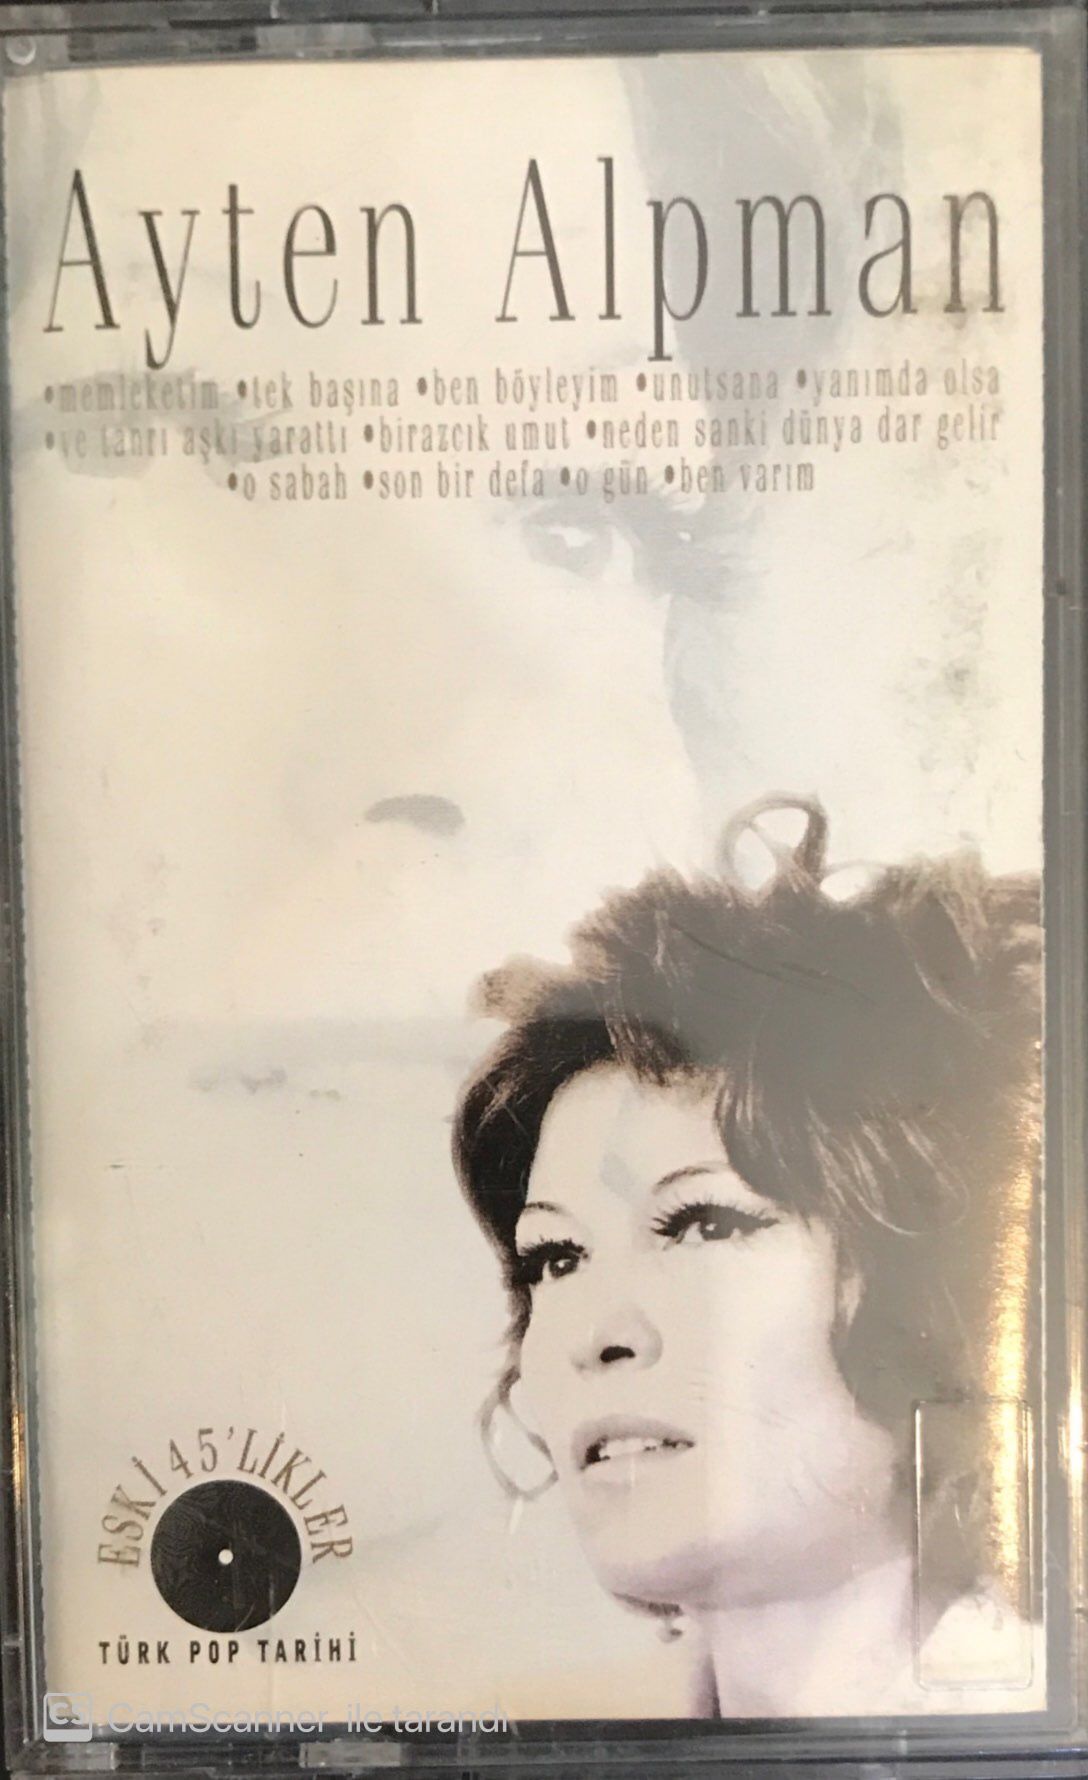 Ayten Alpman
•memleketim •tek başına •ben böyleyim •unutsana •yanımda olsa
•ve tanrı aşkı yarattı •birazcık umut •neden sanki dünya dar gelir
•o sabah •son bir defa •o gün •ben varım
ESKİ 45'LİKLER
TÜRK POP TARİHİ
CS CamScanner ile tarandı